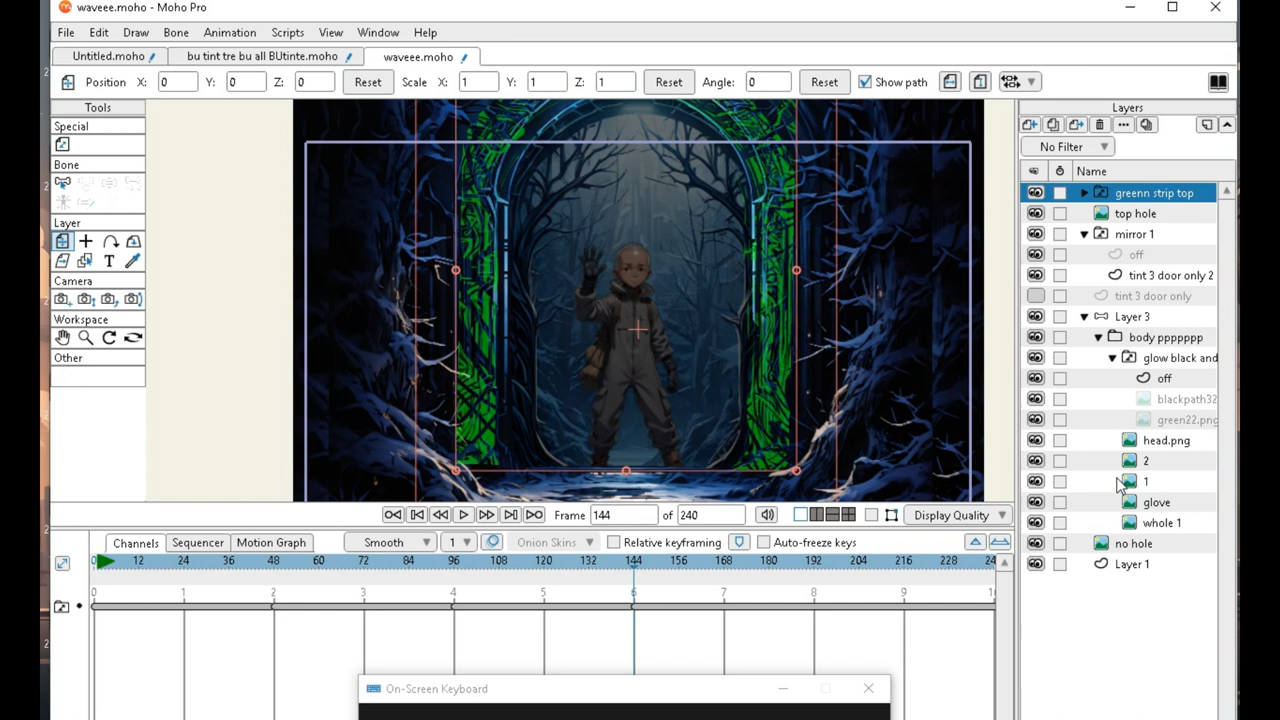 waveee.moho - Moho Pro
File Edit Draw Bone Animation Scripts View Window Help
Untitled.moho bu tint tre bu all BUtinte.moho waveee.moho
Position X: 0 Y: 0 Z: 0 Reset Scale X: 1 Y: 1 Z: 1 Reset Angle: 0 Reset Show path
Tools
Special
Bone
Layer
T
Camera
Workspace
Other
Layers
No Filter
Name
greenn strip top
top hole
mirror 1
off
tint 3 door only 2
tint 3 door only
Layer 3
body ppppppp
glow black and
off
blackpath32
green22.png
head.png
2
1
glove
whole 1
no hole
Layer 1
Frame 144 of 240 Display Quality
Channels Sequencer Motion Graph Smooth 1 Onion Skins Relative keyframing Auto-freeze keys
0 12 24 36 48 60 72 84 96 108 120 132 144 156 168 180 192 204 216 228 24
0 1 2 3 4 5 6 7 8 9 1
On-Screen Keyboard